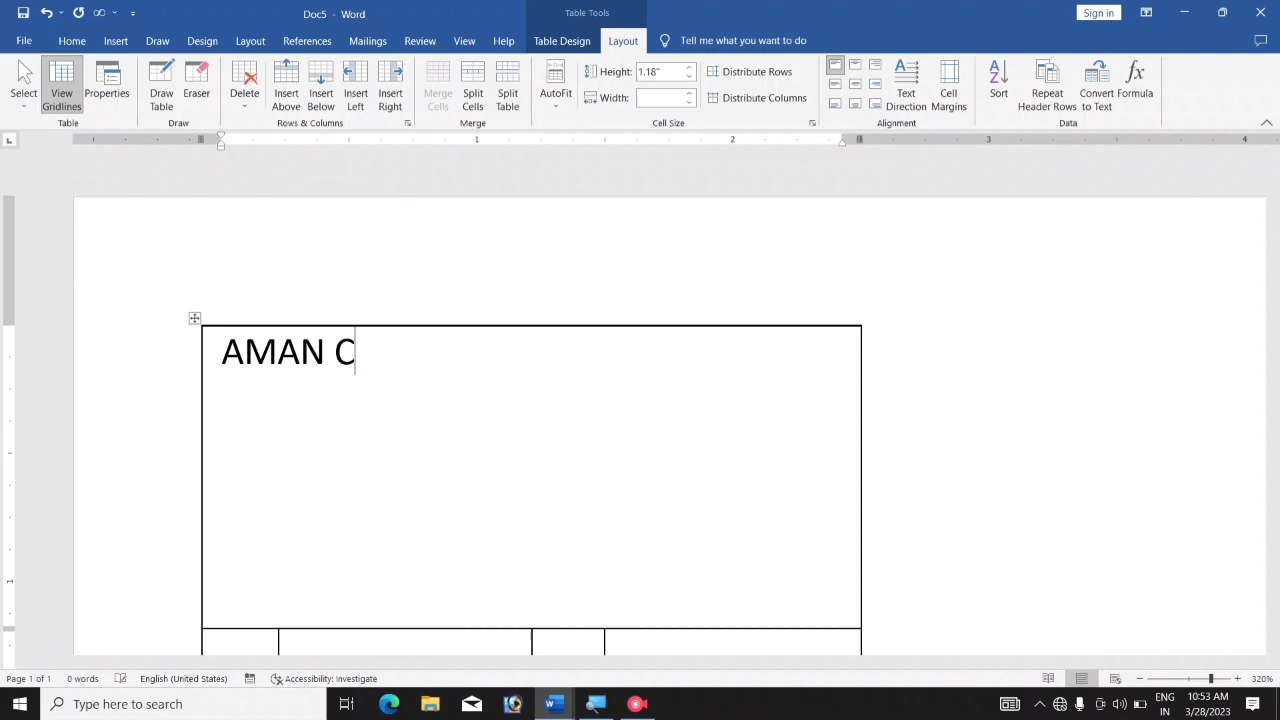 Doc5 - Word
Table Tools
Sign in
File Home Insert Draw Design Layout References Mailings Review View Help Table Design Layout Tell me what you want to do
Select
View Gridlines
Properties
Table
Draw Table
Eraser
Draw
Delete
Insert Above
Insert Below
Insert Left
Insert Right
Rows & Columns
Merge Cells
Split Cells
Split Table
Merge
AutoFit
Height: 1.18"
Width:
Distribute Rows
Distribute Columns
Cell Size
Text Direction
Cell Margins
Alignment
Sort
Repeat Header Rows
Convert to Text
Formula
Data
1 2 3 4
AMAN C
1
Page 1 of 1 0 words English (United States) Accessibility: Investigate 320%
Type here to search
ENG
IN
10:53 AM
3/28/2023